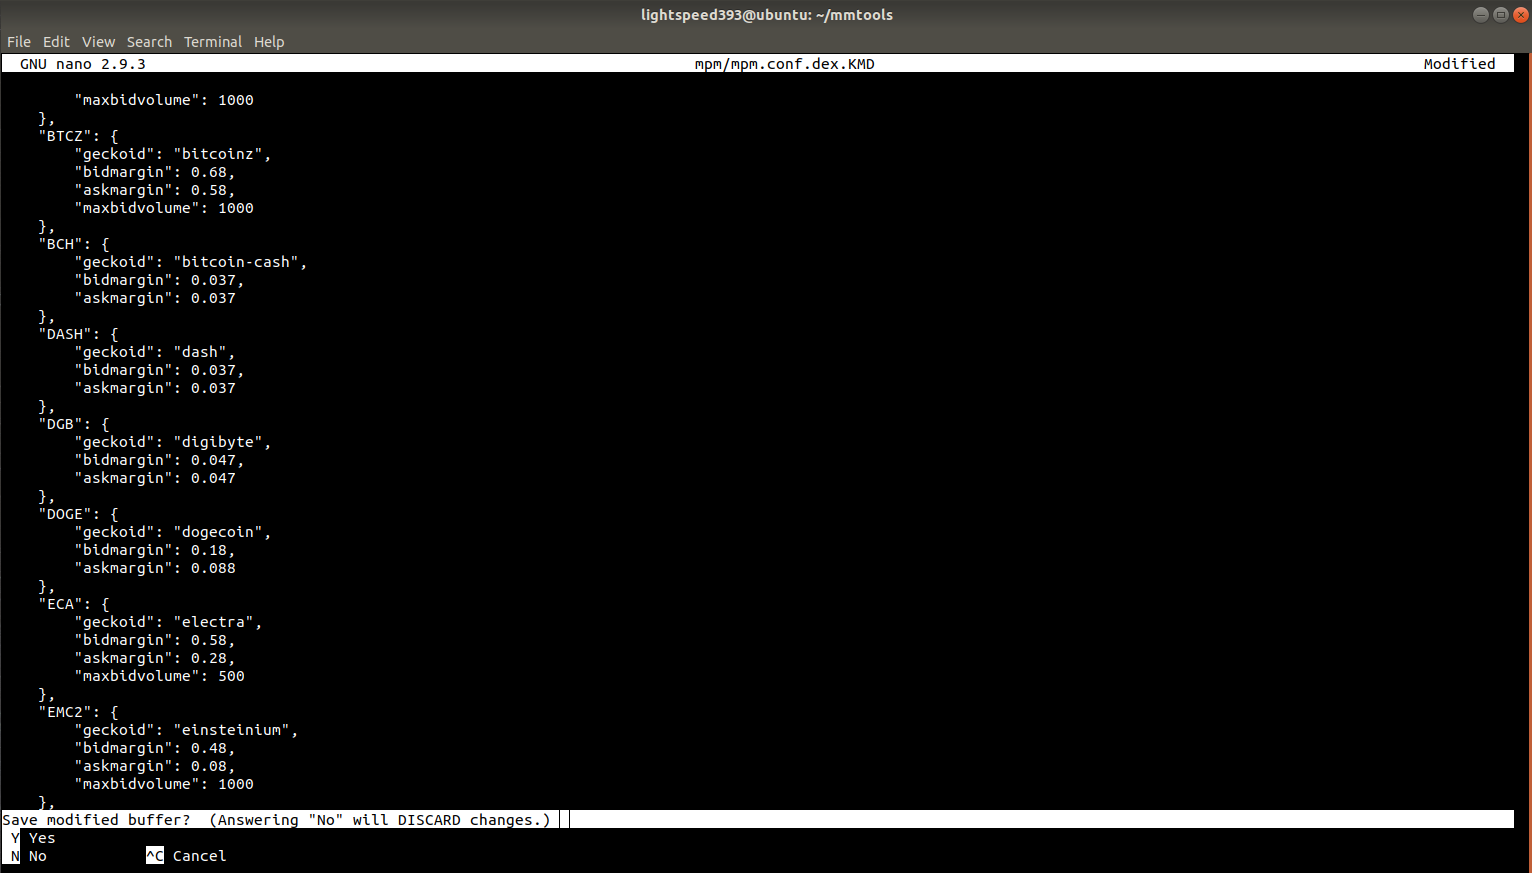 lightspeed393@ubuntu: ~/mmtools
File Edit View Search Terminal Help
GNU nano 2.9.3 mpm/mpm.conf.dex.KMD Modified
"maxbidvolume": 1000
},
"BTCZ": {
"geckoid": "bitcoinz",
"bidmargin": 0.68,
"askmargin": 0.58,
"maxbidvolume": 1000
},
"BCH": {
"geckoid": "bitcoin-cash",
"bidmargin": 0.037,
"askmargin": 0.037
},
"DASH": {
"geckoid": "dash",
"bidmargin": 0.037,
"askmargin": 0.037
},
"DGB": {
"geckoid": "digibyte",
"bidmargin": 0.047,
"askmargin": 0.047
},
"DOGE": {
"geckoid": "dogecoin",
"bidmargin": 0.18,
"askmargin": 0.088
},
"ECA": {
"geckoid": "electra",
"bidmargin": 0.58,
"askmargin": 0.28,
"maxbidvolume": 500
},
"EMC2": {
"geckoid": "einsteinium",
"bidmargin": 0.48,
"askmargin": 0.08,
"maxbidvolume": 1000
},
Save modified buffer?  (Answering "No" will DISCARD changes.)
Y Yes
N No ^C Cancel